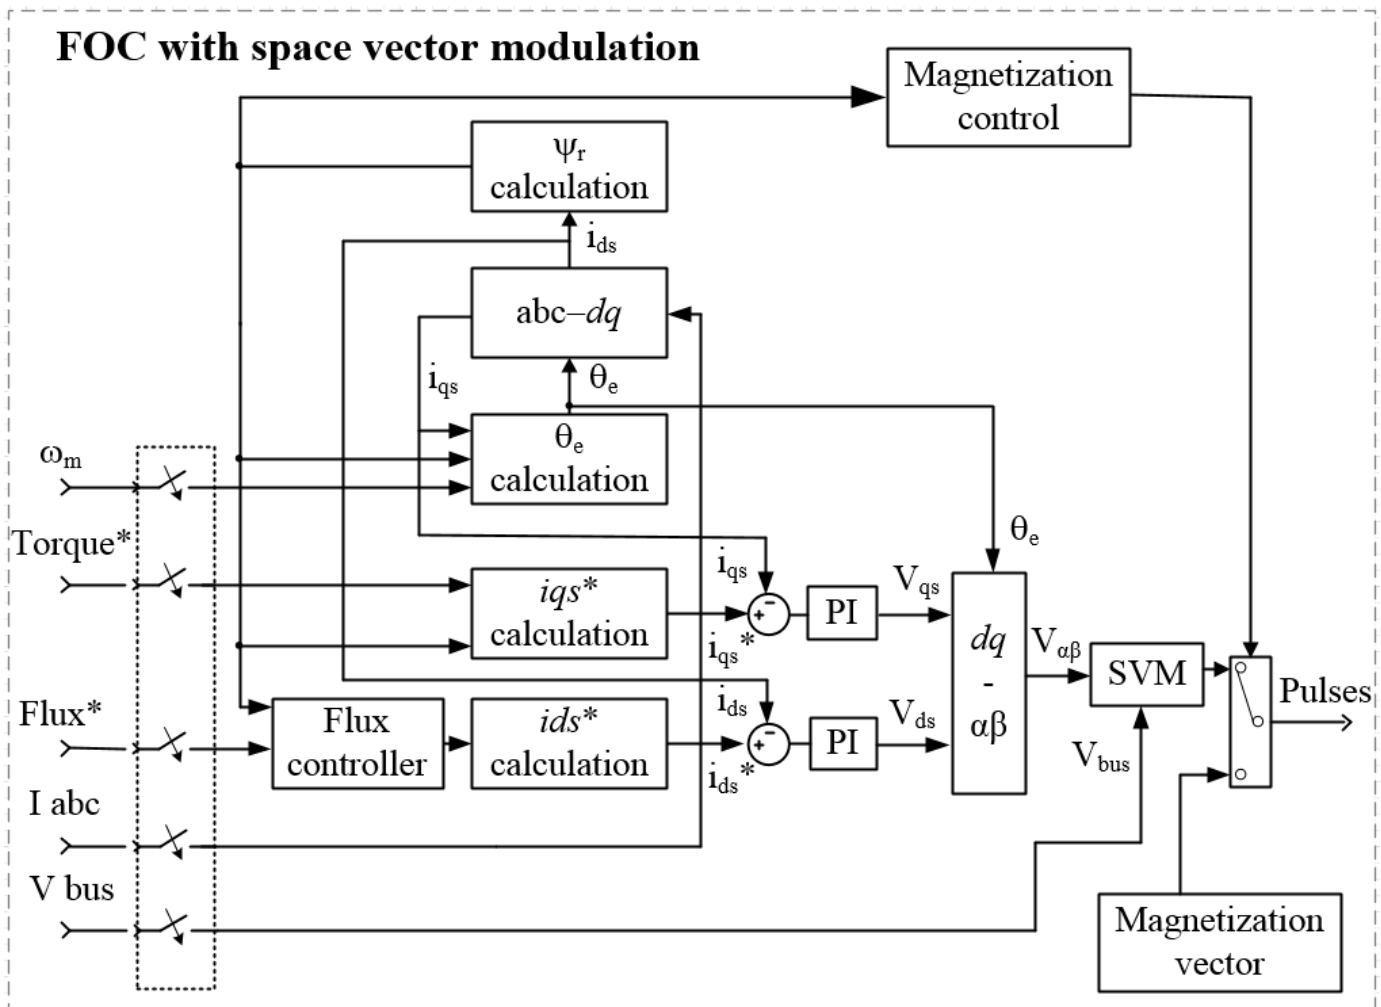 FOC with space vector modulation
Magnetization
control
ψr
calculation
ids
abc–dq
iqs
θe
θe
calculation
ωm
Torque*
θe
iqs
Vqs
iqs*
calculation
+
-
PI
dq
-
αβ
Vαβ
SVM
Pulses
iqs*
Flux*
Flux
controller
ids*
calculation
ids
+
-
PI
Vds
ids*
Vbus
I abc
V bus
Magnetization
vector